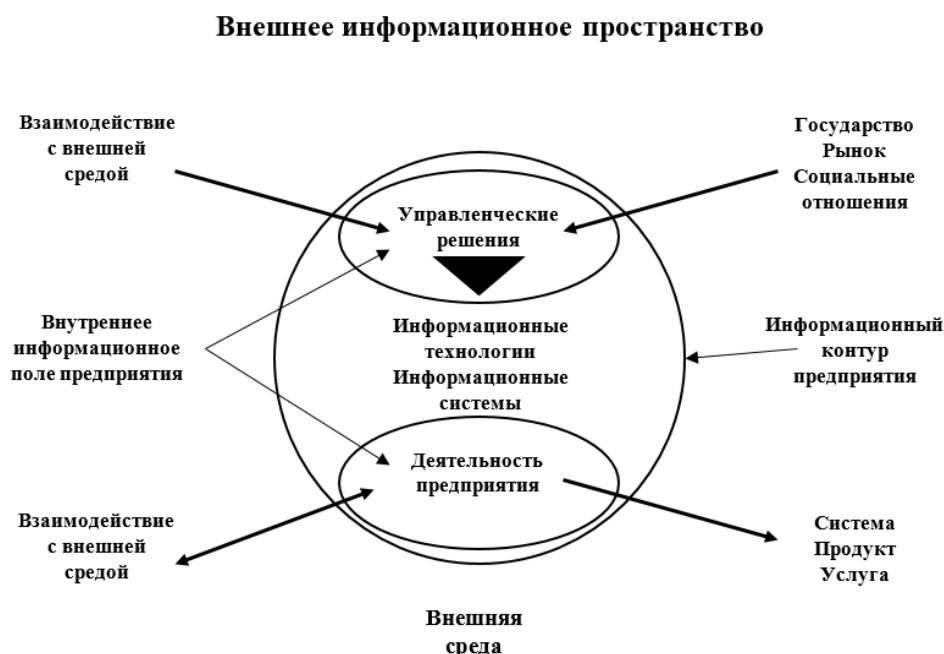 Внешнее информационное пространство
Взаимодействие
с внешней
средой
Государство
Рынок
Социальные
отношения
Управленческие
решения
Внутреннее
информационное
поле предприятия
Информационные
технологии
Информационные
системы
Информационный
контур
предприятия
Деятельность
предприятия
Взаимодействие
с внешней
средой
Система
Продукт
Услуга
Внешняя
среда